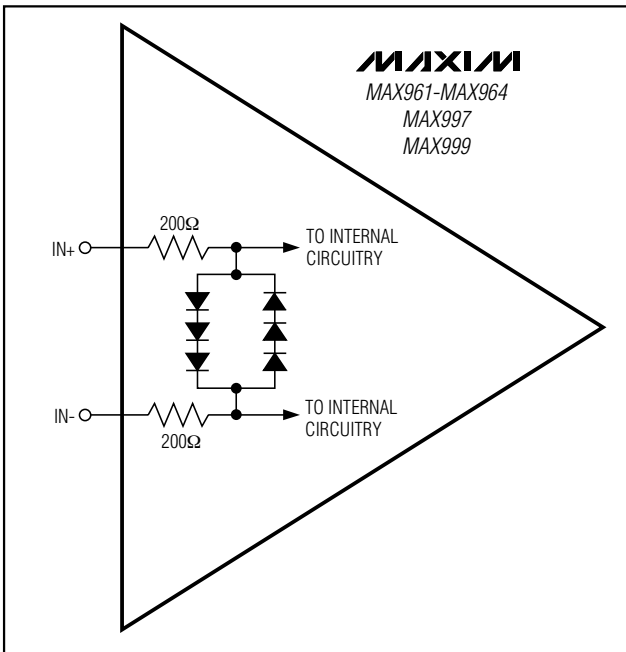 MAXIM
MAX961-MAX964
MAX997
MAX999
200Ω
IN+
TO INTERNAL
CIRCUITRY
IN-
TO INTERNAL
CIRCUITRY
200Ω